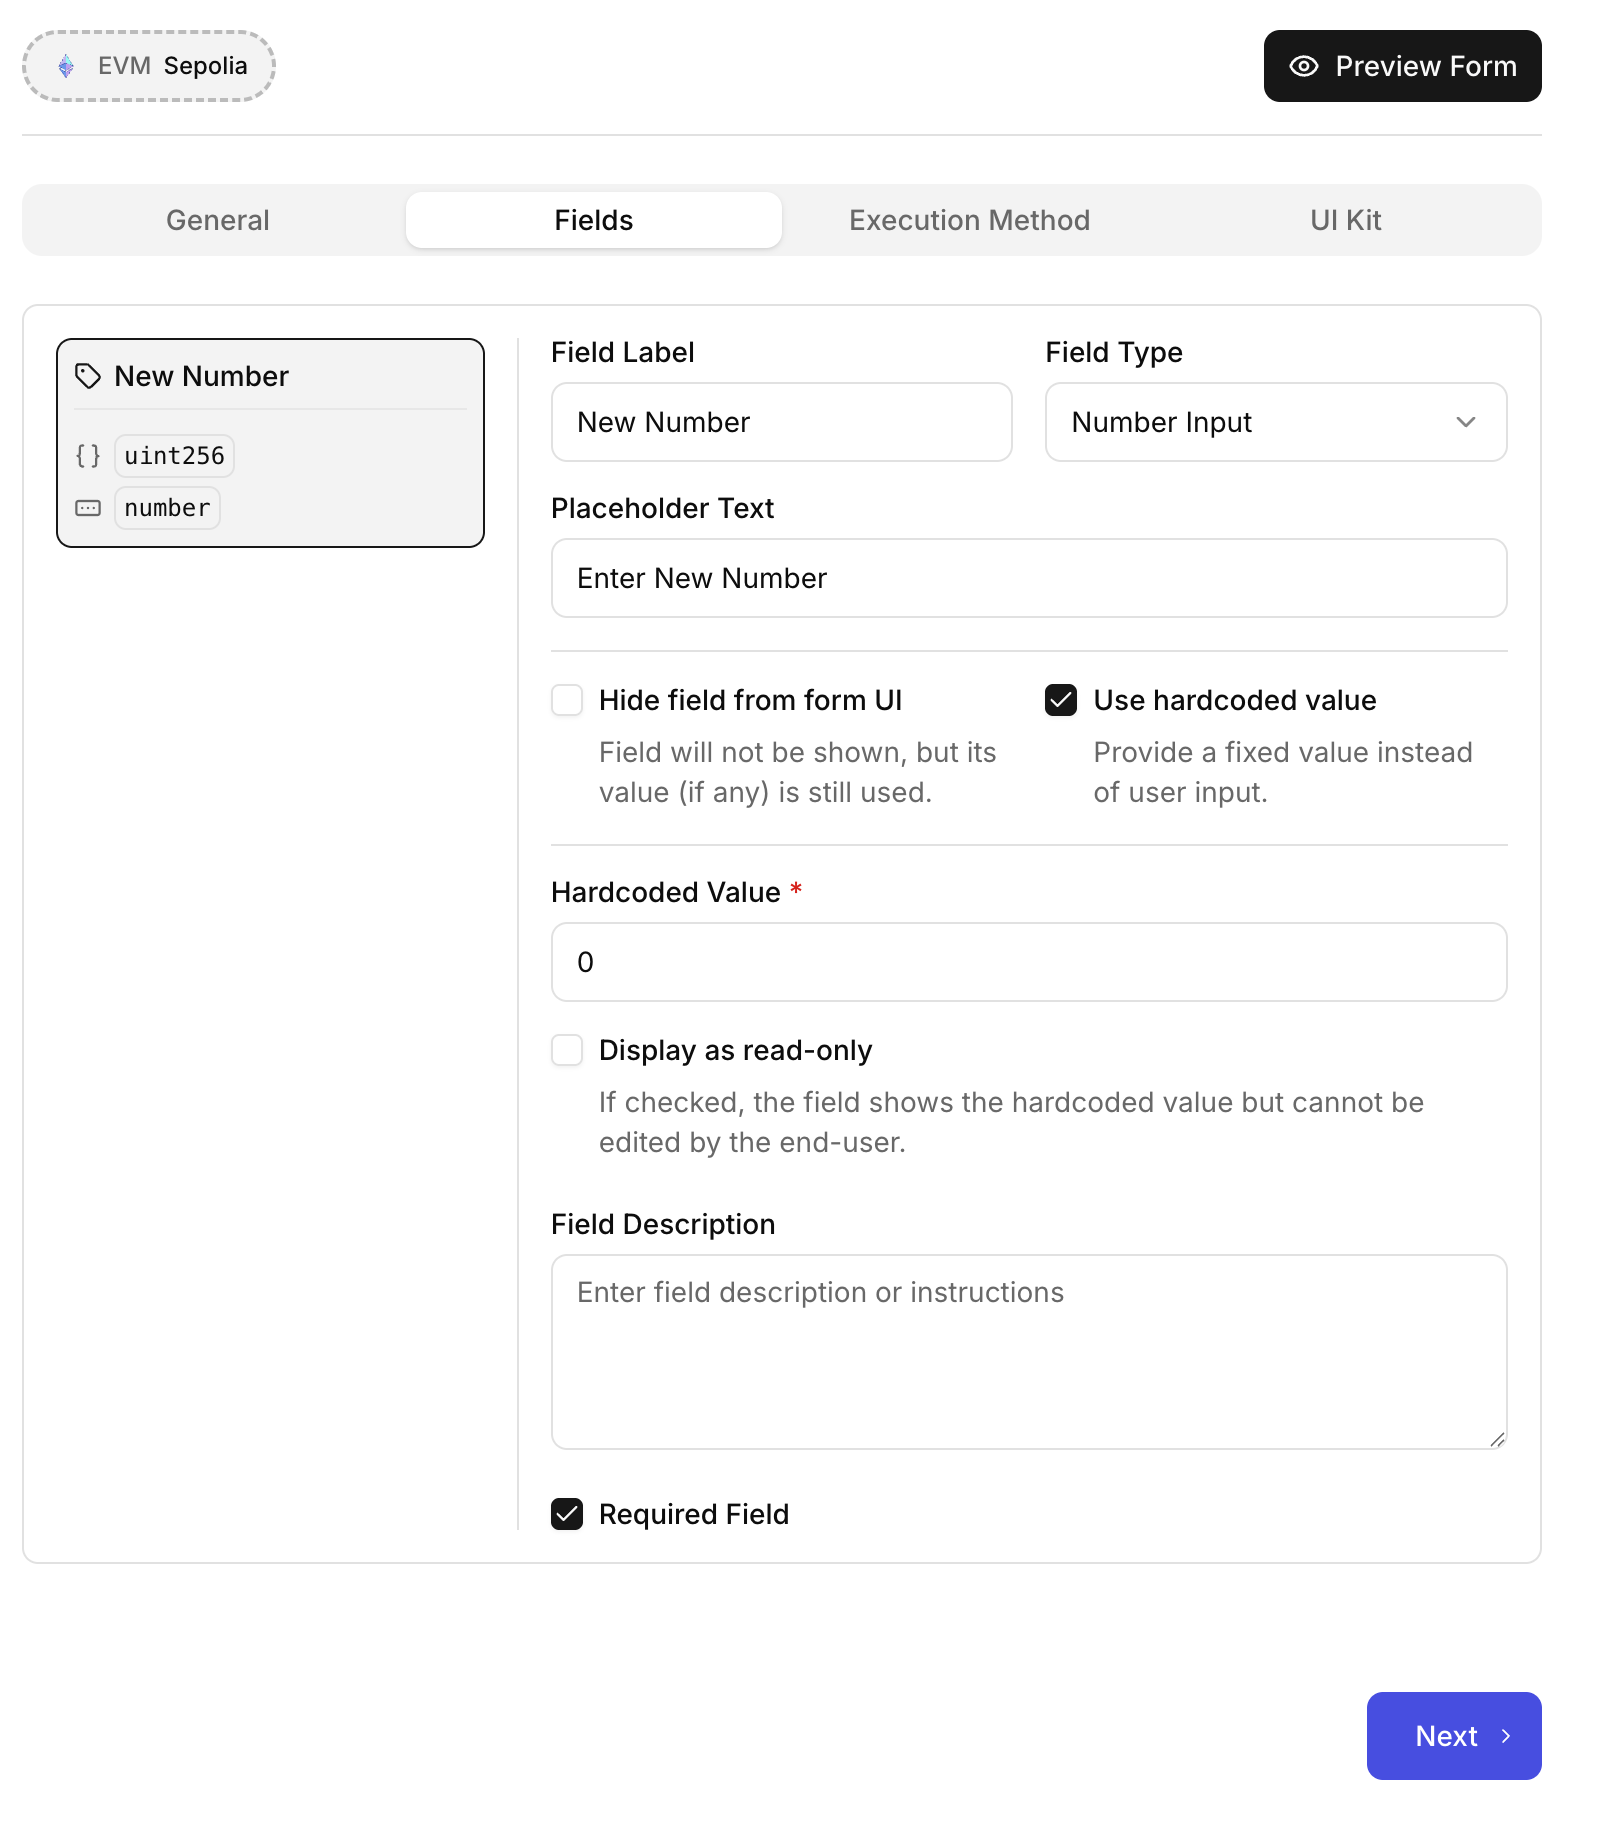 EVM Sepolia
Preview Form
General
Fields
Execution Method
UI Kit
New Number
{} uint256
number
Field Label
New Number
Field Type
Number Input
Placeholder Text
Enter New Number
Hide field from form UI
Field will not be shown, but its
value (if any) is still used.
Use hardcoded value
Provide a fixed value instead
of user input.
Hardcoded Value *
0
Display as read-only
If checked, the field shows the hardcoded value but cannot be
edited by the end-user.
Field Description
Enter field description or instructions
Required Field
Next